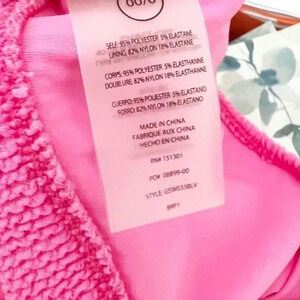 SELF: 95% POLYESTER 5% ELASTANE
LINING: 82% NYLON 18% ELASTANE
CORPS: 95% POLYESTER 5% ELASTHANNE
DOUBLURE: 82% NYLON 18% ELASTHANNE
CUERPO: 95% POLIESTER 5% ELASTANO
FORRO: 82% NYLON 18% ELASTANO
MADE IN CHINA
FABRIQUE AUX CHINA
HECHO EN CHINA
RN# 151301
PO# 08899-00
STYLE: GSW033BLV